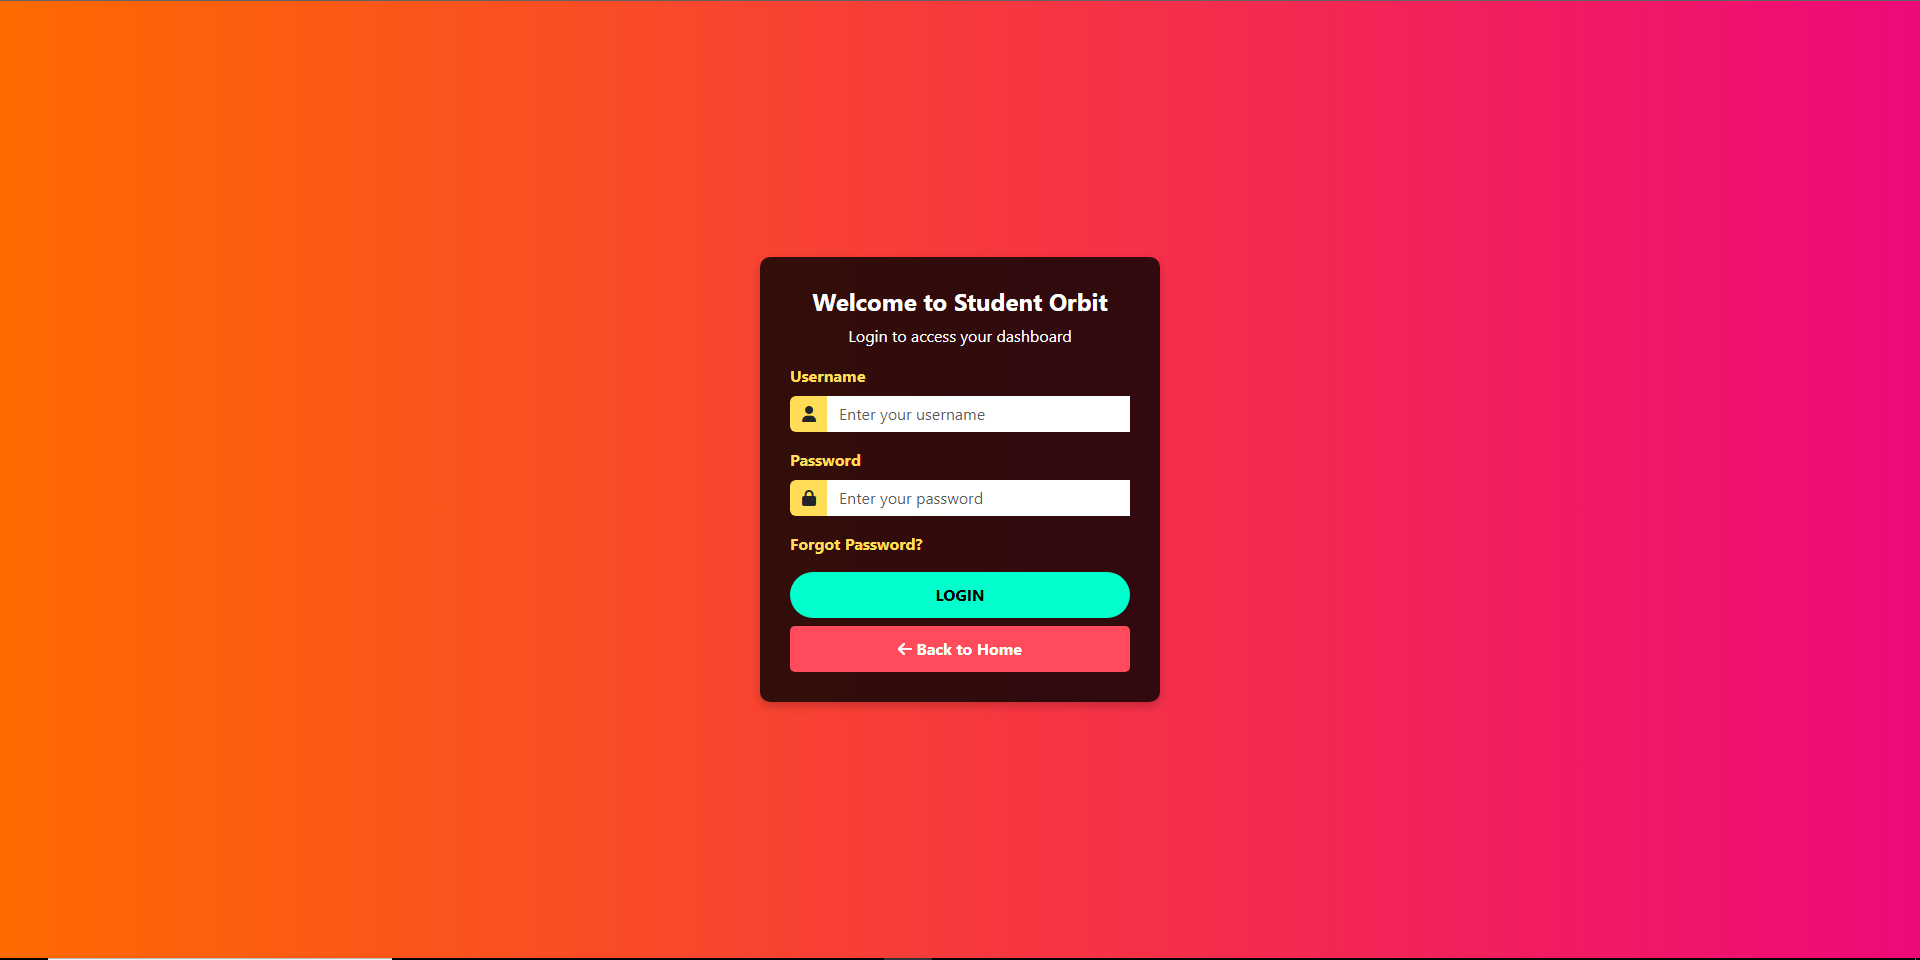 Welcome to Student Orbit
Login to access your dashboard
Username
Enter your username
Password
Enter your password
Forgot Password?
LOGIN
Back to Home